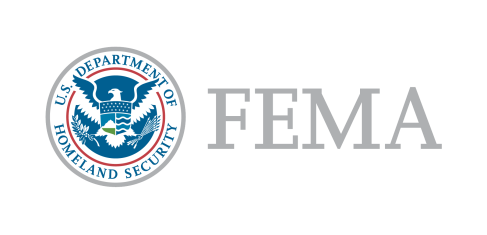 U.S. DEPARTMENT OF
HOMELAND SECURITY
FEMA